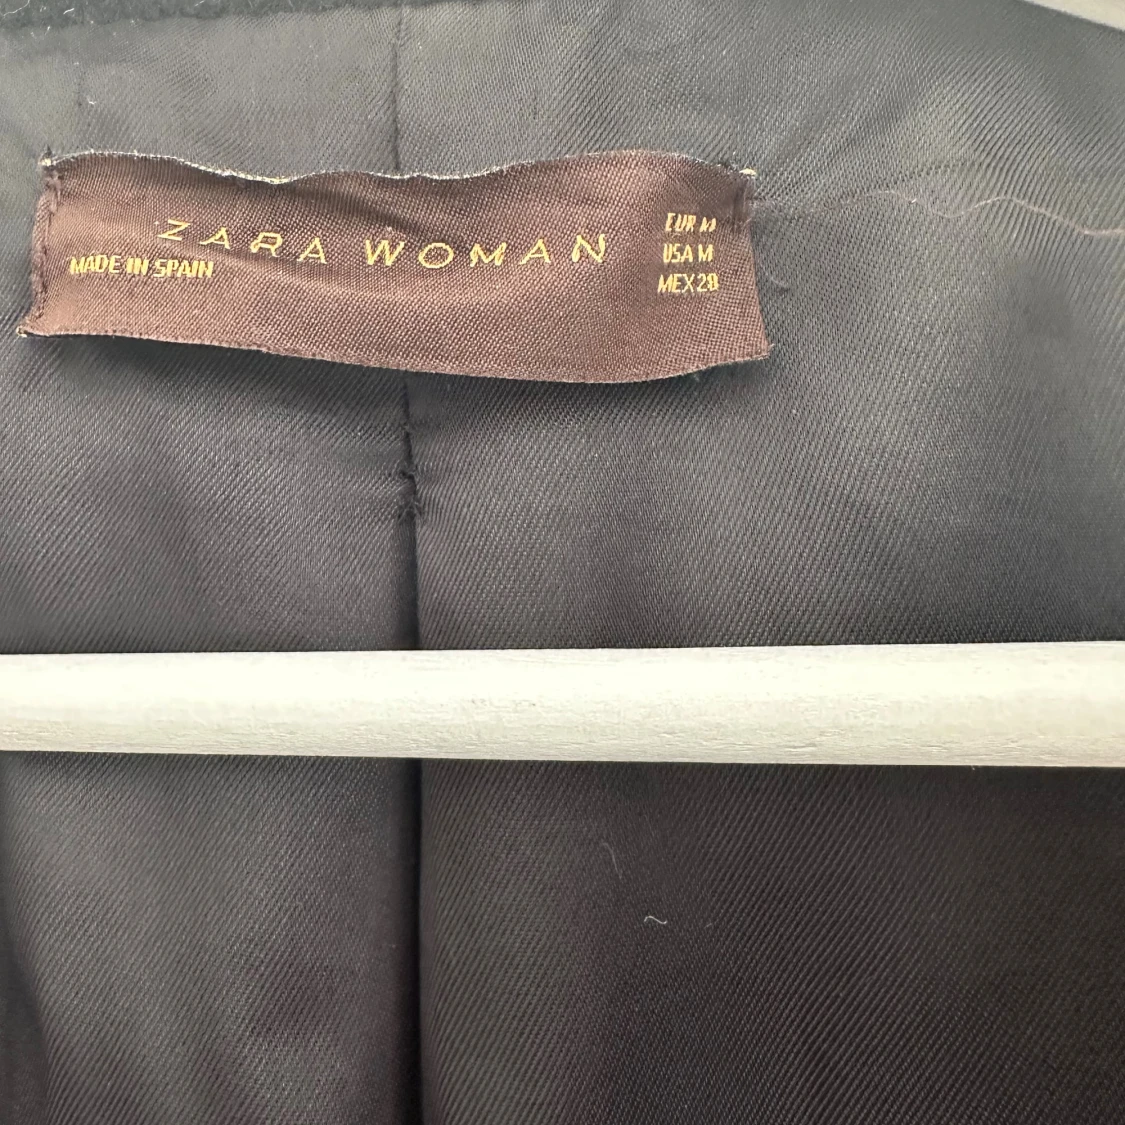 ZARA WOMAN
MADE IN SPAIN
EUR M
USA M
MEX 28